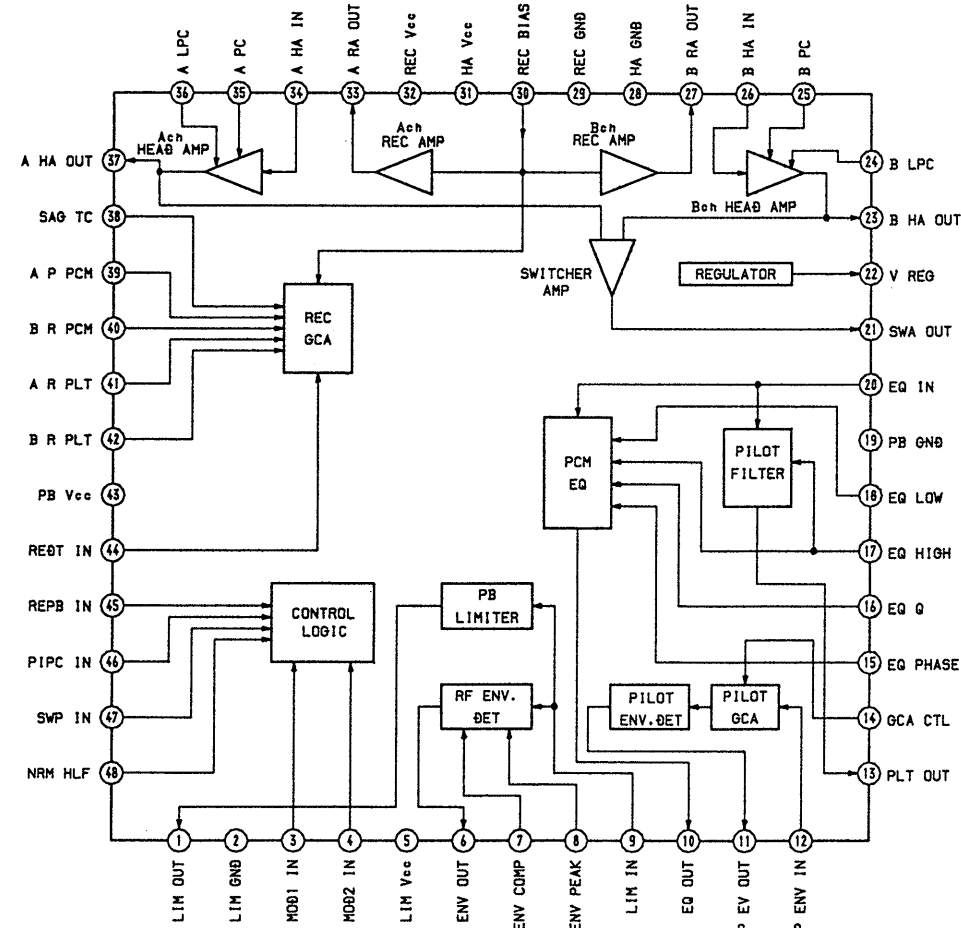 A LPC
A PC
A HA IN
A RA OUT
REC Vcc
HA Vcc
REC BIAS
REC GND
HA GNB
B RA OUT
B HA IN
B PC
36 35 34 33 32 31 30 29 28 27 26 25
Ach
HEAD AMP
Ach
REC AMP
Bch
REC AMP
Bch HEAD AMP
SWITCHER
AMP
A HA OUT 37
SAG TC 38
A P PCM 39
B R PCM 40
A R PLT 41
B R PLT 42
PB Vcc 43
REDT IN 44
REPB IN 45
PIPC IN 46
SWP IN 47
NRM HLF 48
REC
GCA
CONTROL
LOGIC
REGULATOR
PCM
EQ
PILOT
FILTER
PB
LIMITER
RF ENV.
DET
PILOT
ENV.DET
PILOT
GCA
24 B LPC
23 B HA OUT
22 V REG
21 SWA OUT
20 EQ IN
19 PB GND
18 EQ LOW
17 EQ HIGH
16 EQ Q
15 EQ PHASE
14 GCA CTL
13 PLT OUT
1 2 3 4 5 6 7 8 9 10 11 12
LIM OUT
LIM GND
MOD1 IN
MOD2 IN
LIM Vcc
ENV OUT
ENV COMP
ENV PEAK
LIM IN
EQ OUT
P EV OUT
P ENV IN